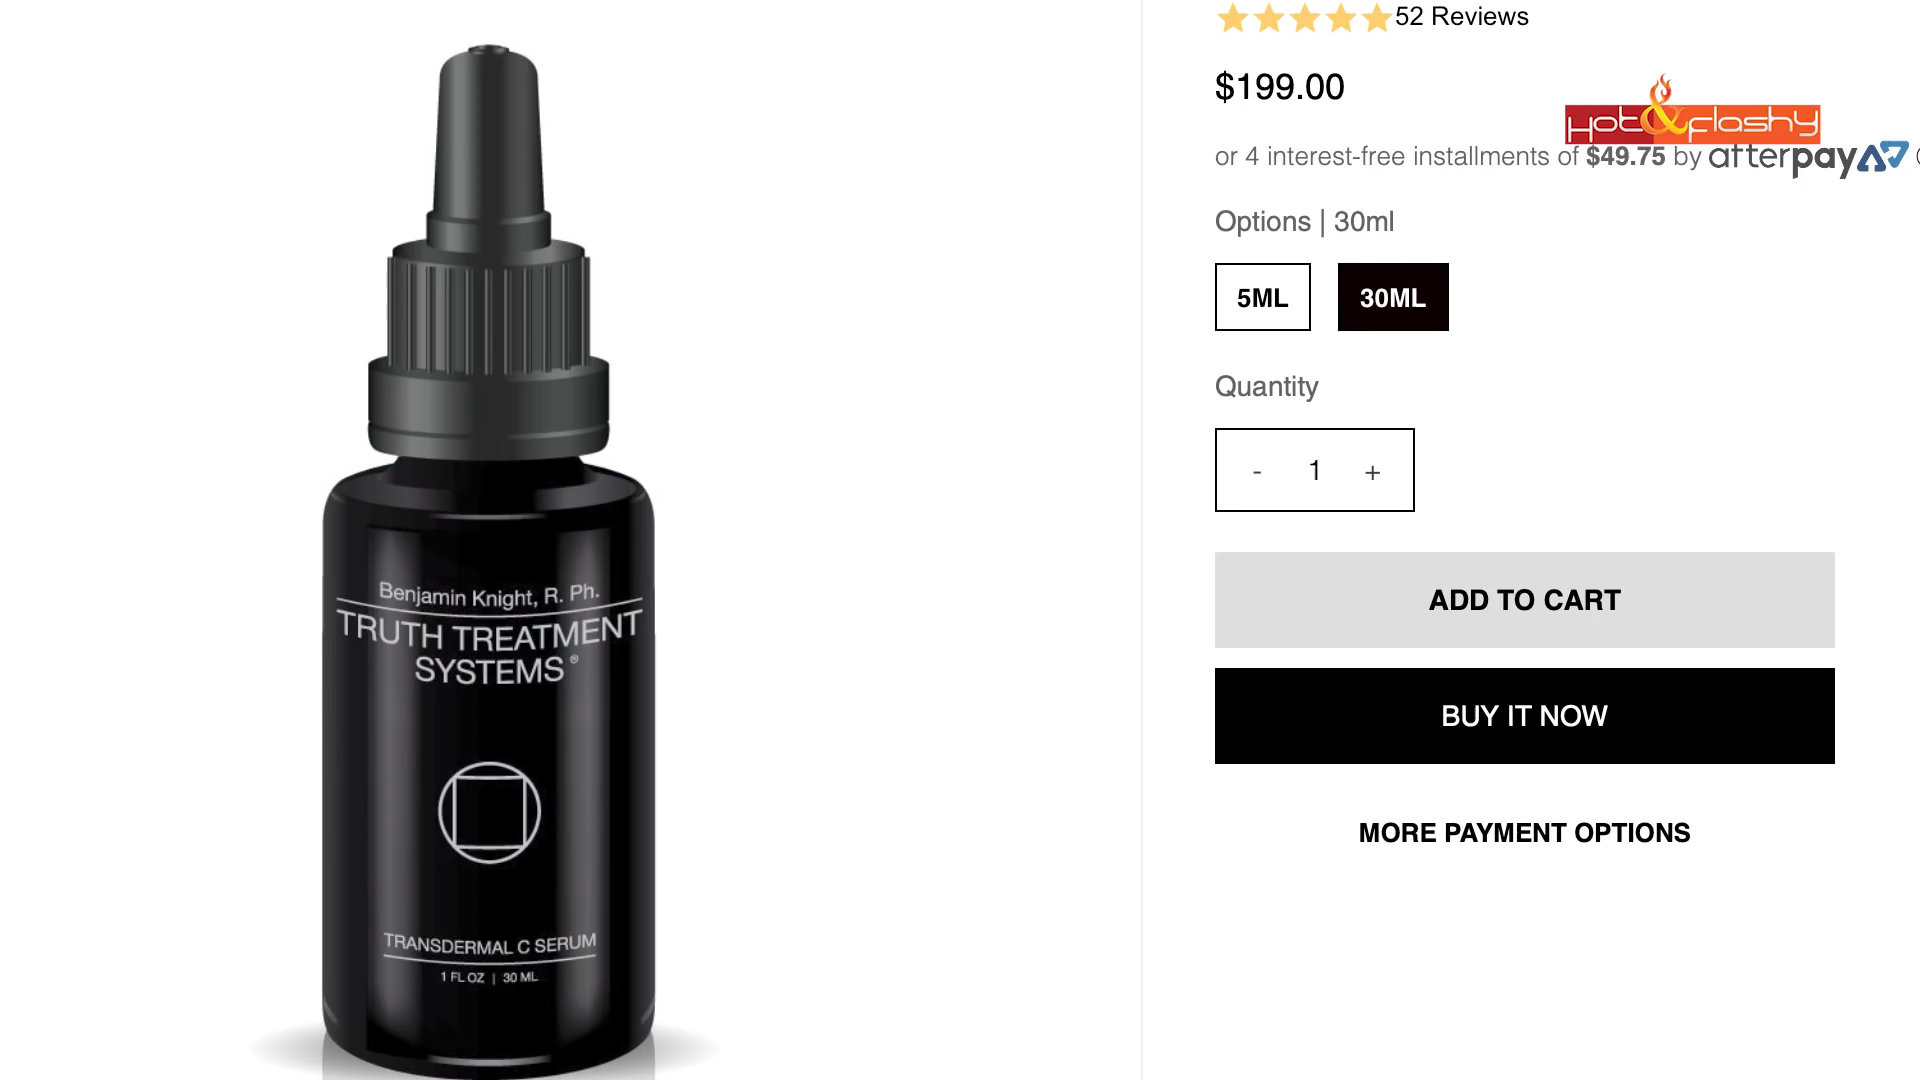 52 Reviews
$199.00
Hot & flashy
or 4 interest-free installments of $49.75 by afterpay
Options | 30ml
5ML
30ML
Quantity
- 1 +
ADD TO CART
BUY IT NOW
MORE PAYMENT OPTIONS
Benjamin Knight, R. Ph.
TRUTH TREATMENT
SYSTEMS®
TRANSDERMAL C SERUM
1 FL OZ | 30 ML